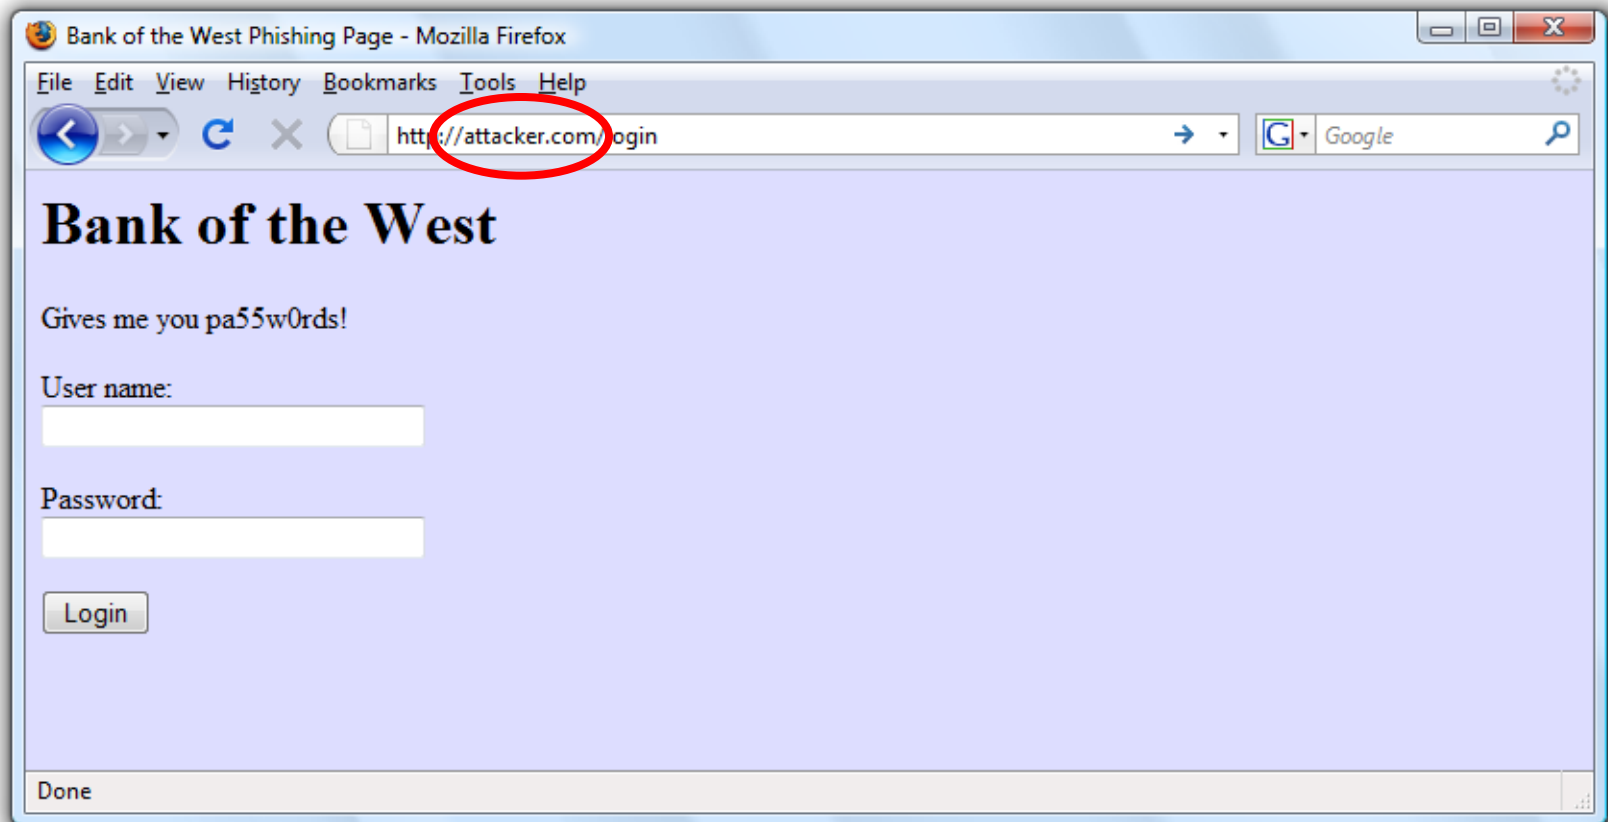 Bank of the West Phishing Page - Mozilla Firefox
File Edit View History Bookmarks Tools Help
http://attacker.com/login
G Google
Bank of the West
Gives me you pa55w0rds!
User name:
Password:
Login
Done